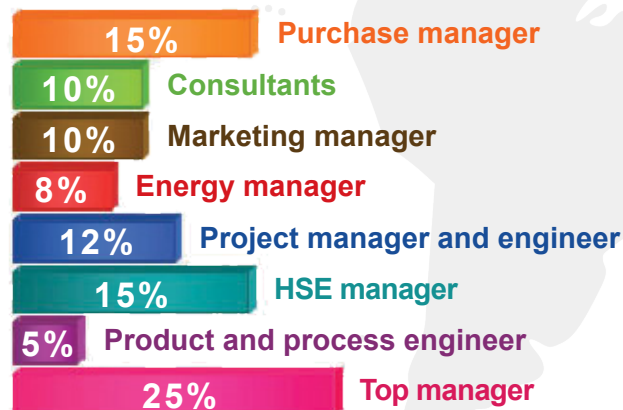 15% Purchase manager
10% Consultants
10% Marketing manager
8% Energy manager
12% Project manager and engineer
15% HSE manager
5% Product and process engineer
25% Top manager